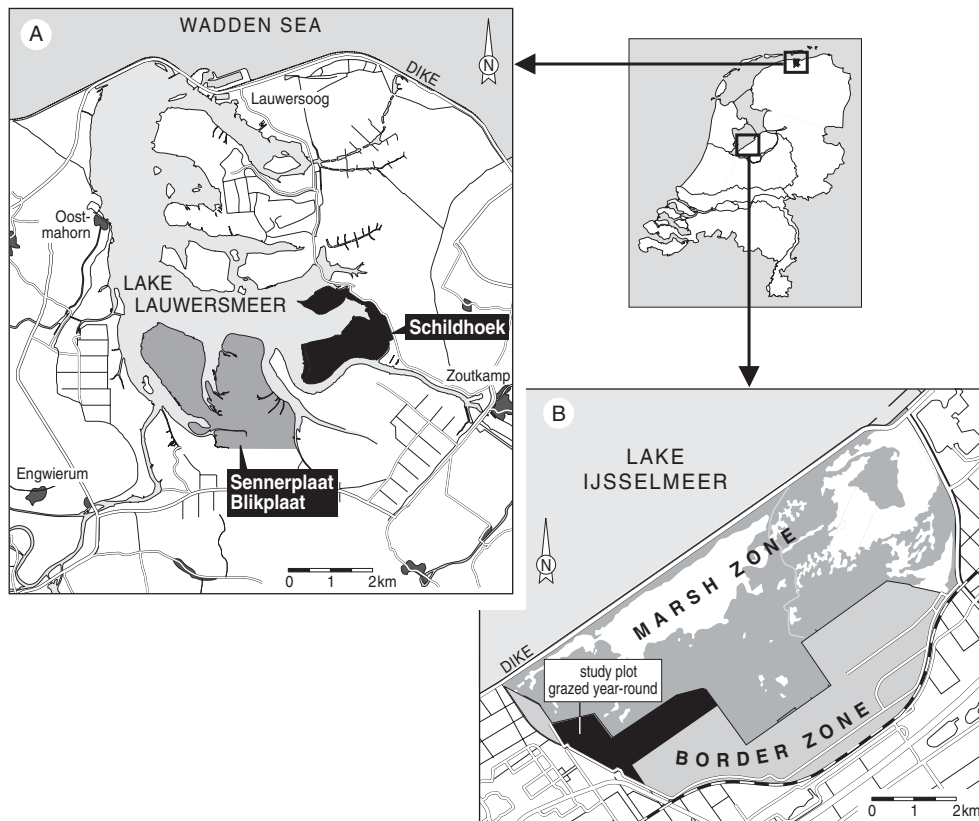 A
WADDEN SEA
N
DIKE
Lauwersoog
Oost-
mahorn
LAKE
LAUWERSMEER
Schildhoek
Zoutkamp
Sennerplaat
Blikplaat
Engwierum
0 1 2km
B
LAKE
IJSSELMEER
N
MARSH ZONE
DIKE
study plot
grazed year-round
BORDER ZONE
0 1 2km